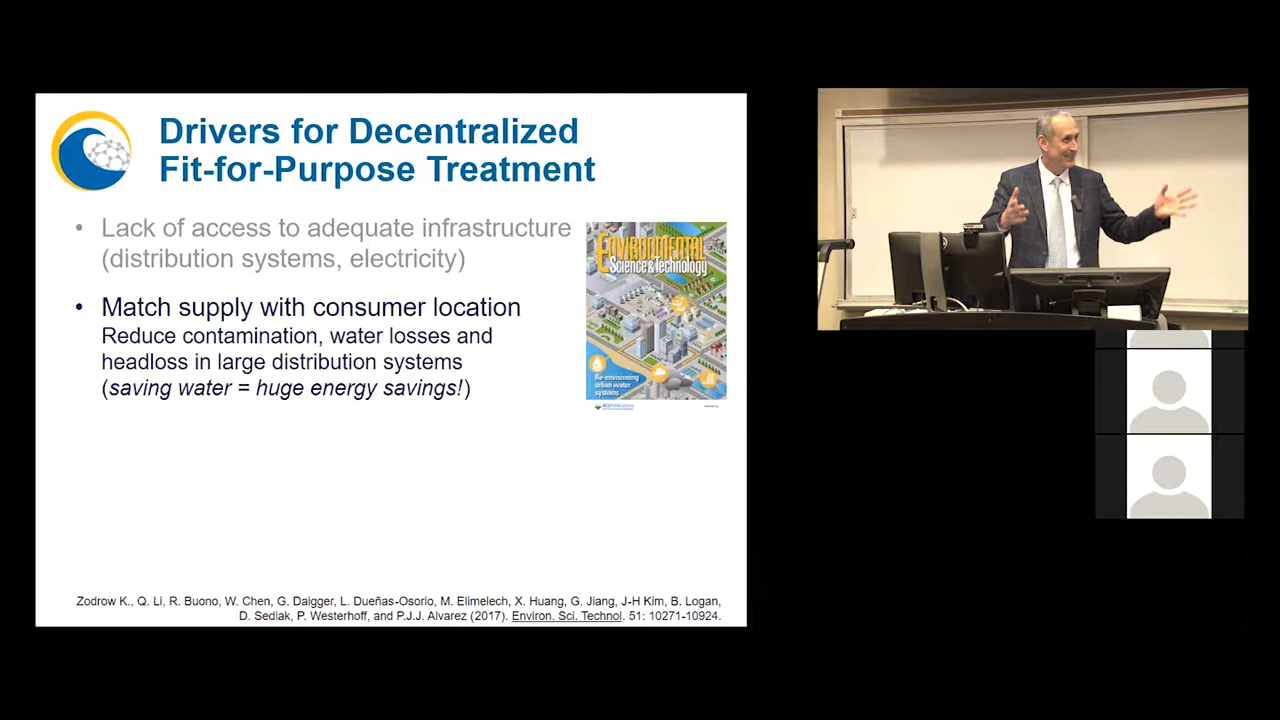 Drivers for Decentralized
Fit-for-Purpose Treatment
• Lack of access to adequate infrastructure
(distribution systems, electricity)
• Match supply with consumer location
Reduce contamination, water losses and
headloss in large distribution systems
(saving water = huge energy savings!)
ENVIRONMENTAL
Science & Technology
Re-envisioning
urban water
systems
Zodrow K., Q. Li, R. Buono, W. Chen, G. Daigger, L. Dueñas-Osorio, M. Elimelech, X. Huang, G. Jiang, J-H Kim, B. Logan,
D. Sedlak, P. Westerhoff, and P.J.J. Alvarez (2017). Environ. Sci. Technol. 51: 10271-10924.